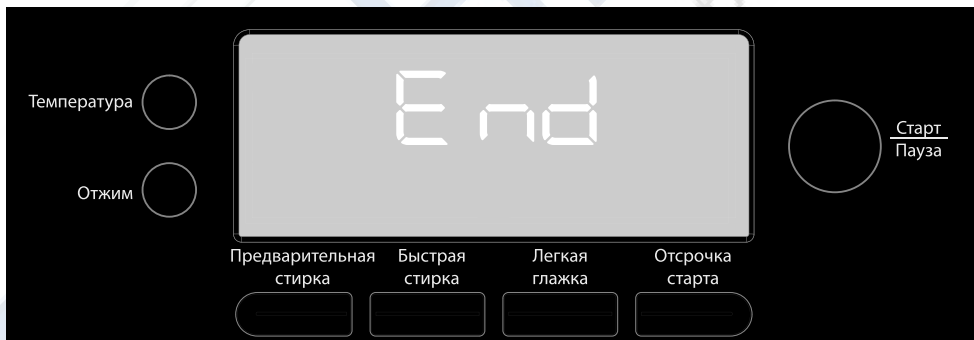 End
Температура
Отжим
Старт
Пауза
Предварительная
стирка
Быстрая
стирка
Легкая
глажка
Отсрочка
старта